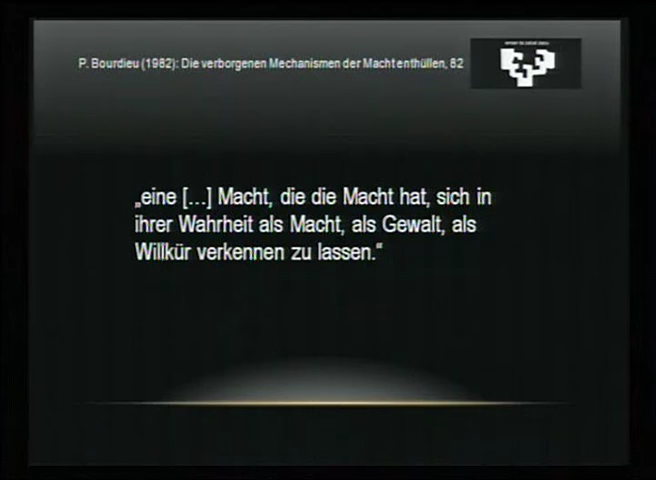 P. Bourdieu (1982): Die verborgenen Mechanismen der Macht enthüllen, 82
„eine [...] Macht, die die Macht hat, sich in
ihrer Wahrheit als Macht, als Gewalt, als
Willkür verkennen zu lassen.“